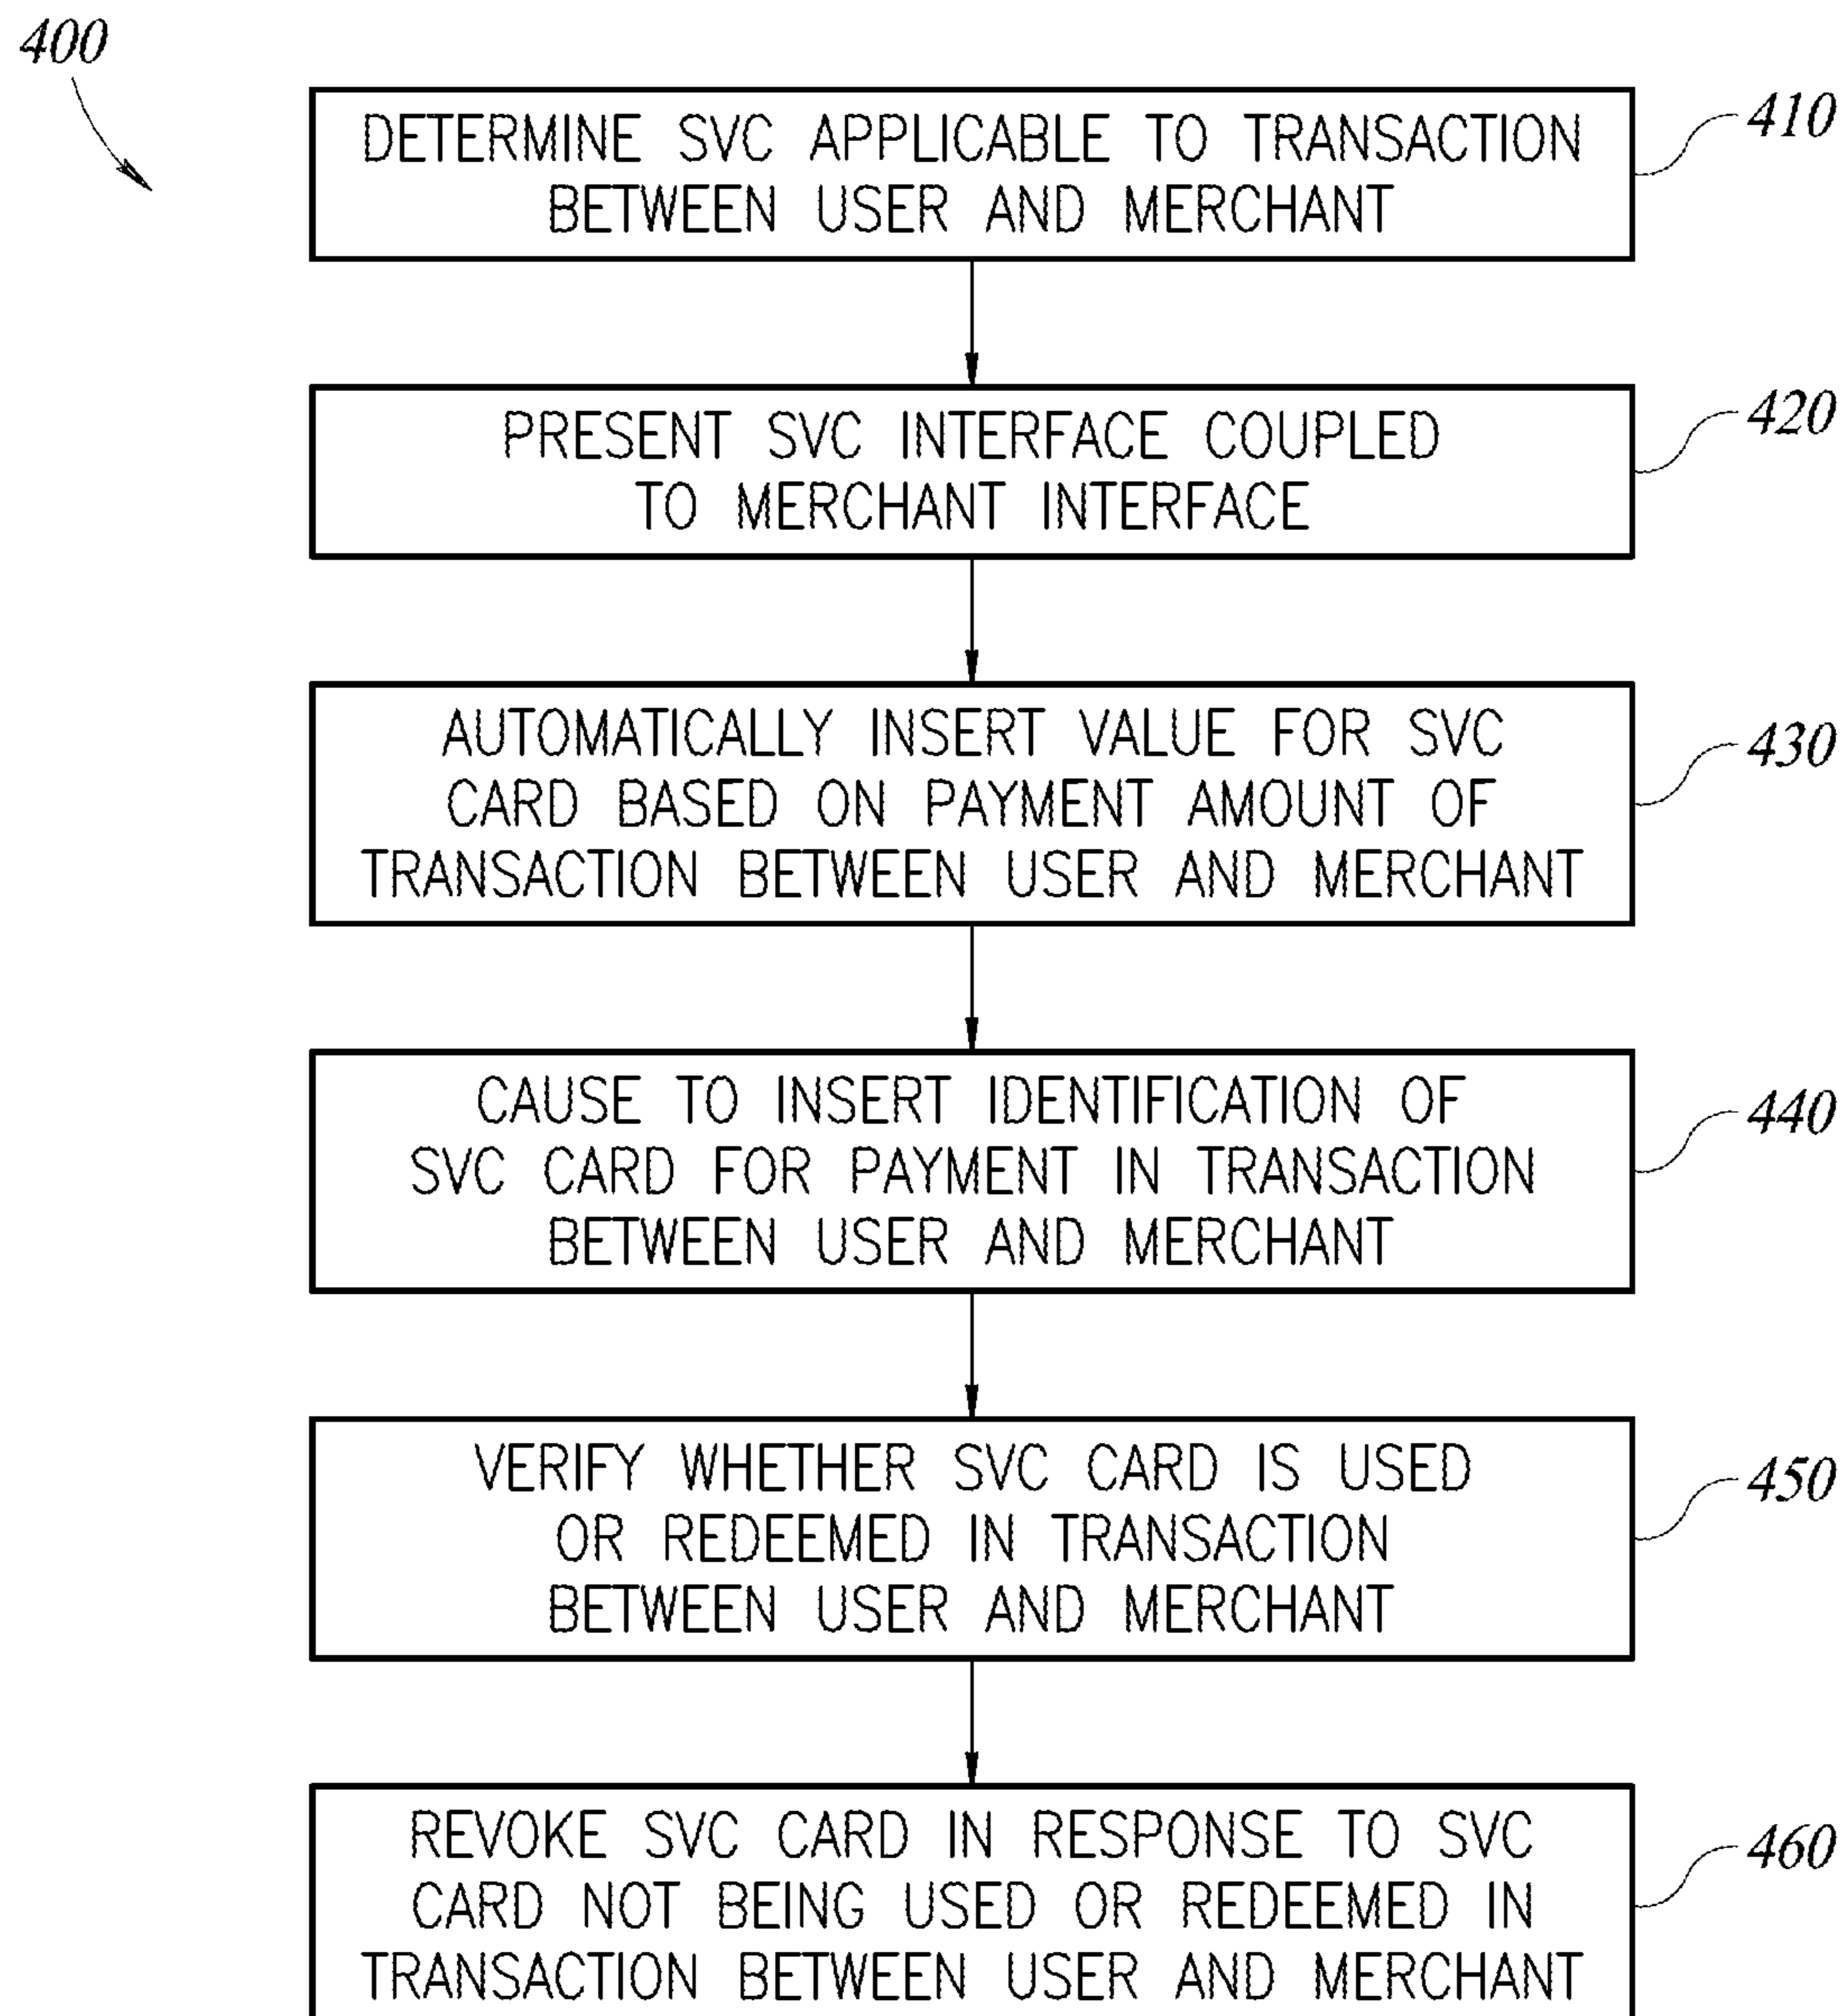 400
DETERMINE SVC APPLICABLE TO TRANSACTION
BETWEEN USER AND MERCHANT
410
PRESENT SVC INTERFACE COUPLED
TO MERCHANT INTERFACE
420
AUTOMATICALLY INSERT VALUE FOR SVC
CARD BASED ON PAYMENT AMOUNT OF
TRANSACTION BETWEEN USER AND MERCHANT
430
CAUSE TO INSERT IDENTIFICATION OF
SVC CARD FOR PAYMENT IN TRANSACTION
BETWEEN USER AND MERCHANT
440
VERIFY WHETHER SVC CARD IS USED
OR REDEEMED IN TRANSACTION
BETWEEN USER AND MERCHANT
450
REVOKE SVC CARD IN RESPONSE TO SVC
CARD NOT BEING USED OR REDEEMED IN
TRANSACTION BETWEEN USER AND MERCHANT
460